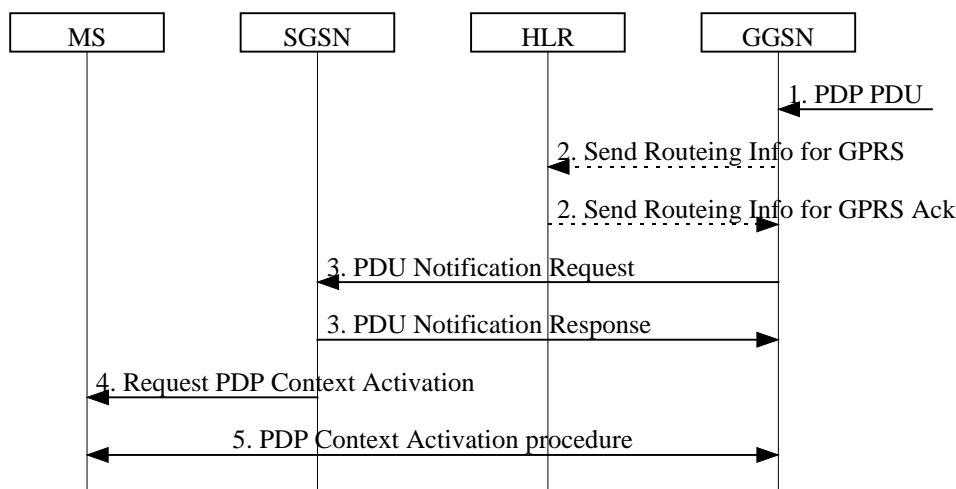 MS
SGSN
HLR
GGSN
1. PDP PDU
2. Send Routeing Info for GPRS
2. Send Routeing Info for GPRS Ack
3. PDU Notification Request
3. PDU Notification Response
4. Request PDP Context Activation
5. PDP Context Activation procedure